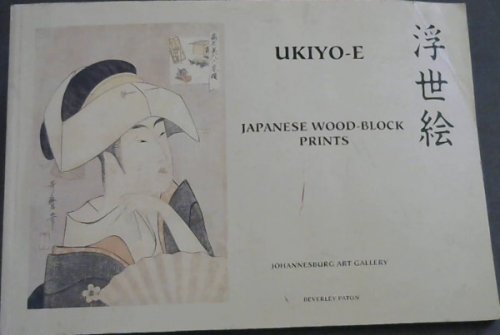 UKIYO-E
浮世絵
JAPANESE WOOD-BLOCK
PRINTS
JOHANNESBURG ART GALLERY
BEVERLEY PATON